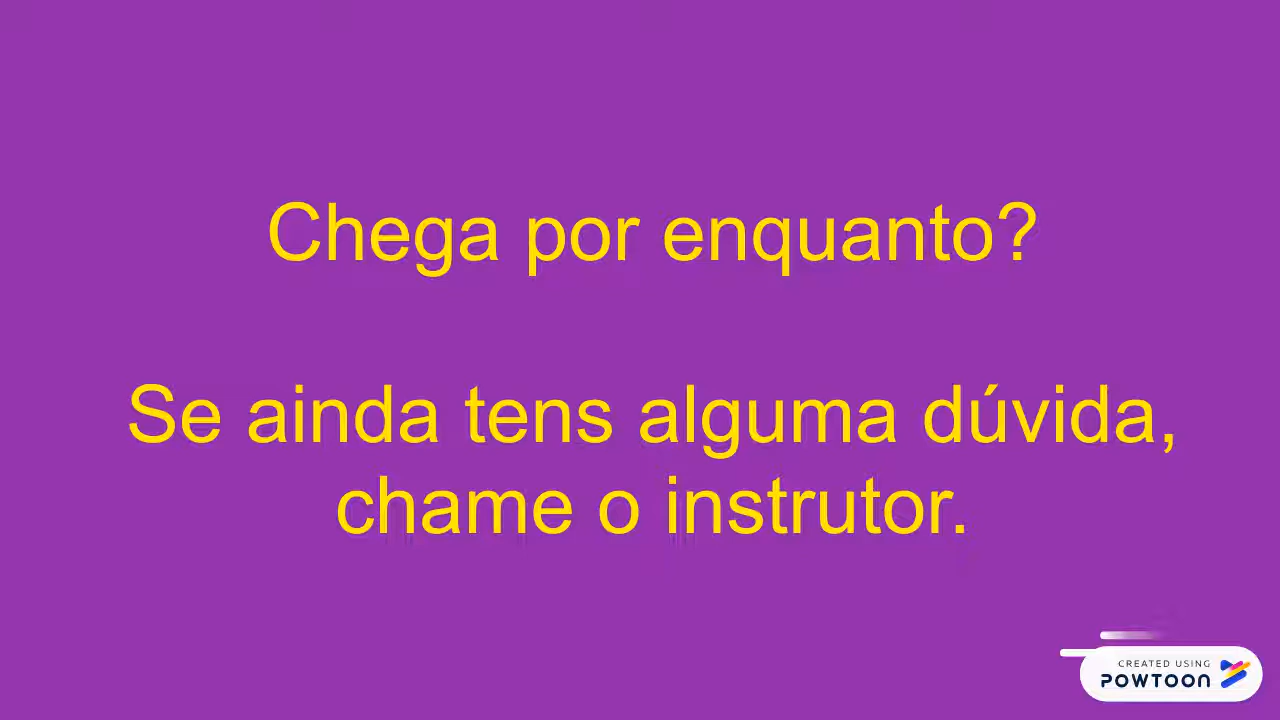 Chega por enquanto?
Se ainda tens alguma dúvida,
chame o instrutor.
CREATED USING
POWTOON